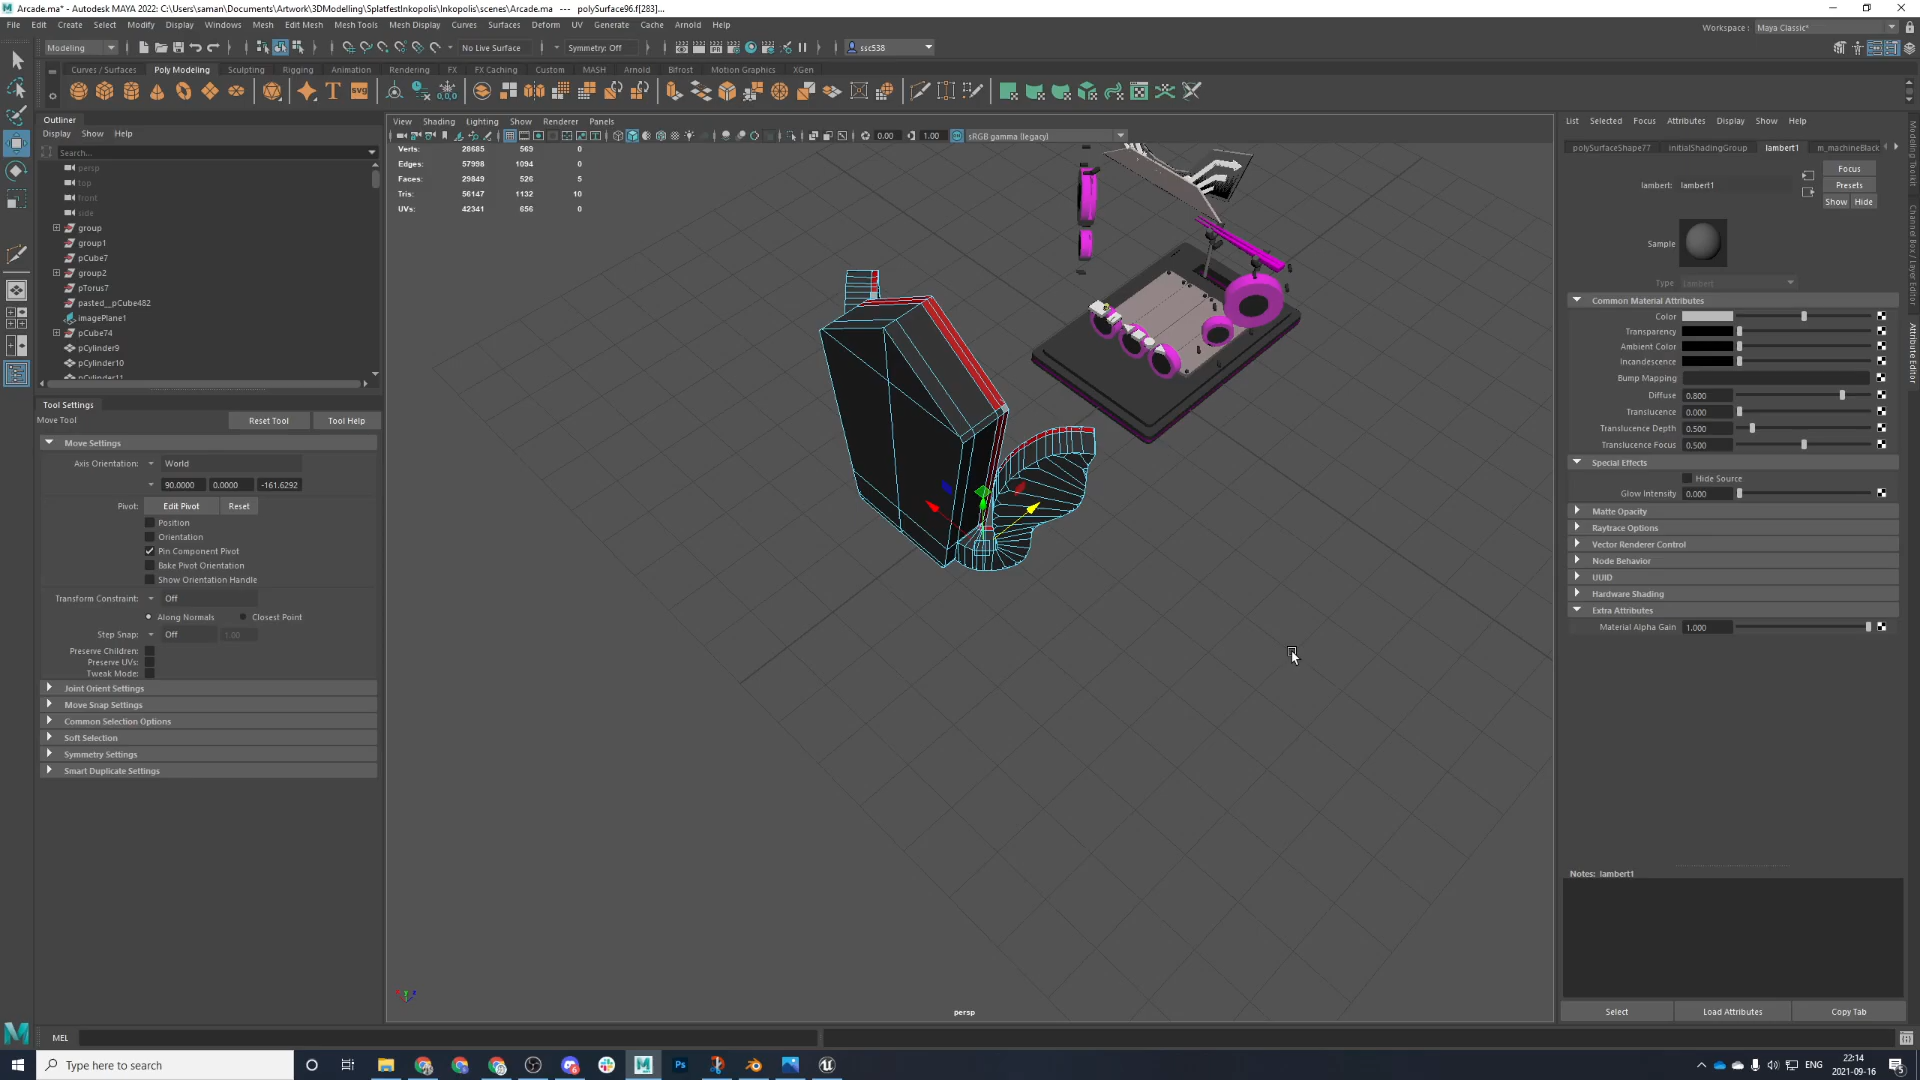 Arcade.ma* - Autodesk MAYA 2022: C:\Users\saman\Documents\Artwork\3DModelling\SplatfestInkopolis\Inkopolis\scenes\Arcade.ma --- polySurface96.f[283]...
File Edit Create Select Modify Display Windows Mesh Edit Mesh Mesh Tools Mesh Display Curves Surfaces Deform UV Generate Cache Arnold Help
Workspace: Maya Classic*
Modeling No Live Surface Symmetry: Off ssc538
Curves / Surfaces Poly Modeling Sculpting Rigging Animation Rendering FX FX Caching Custom MASH Arnold Bifrost Motion Graphics XGen
Outliner
Display Show Help
Search...
persp
top
front
side
group
group1
pCube7
group2
pTorus7
pasted__pCube482
imagePlane1
pCube74
pCylinder9
pCylinder10
pCylinder11
Tool Settings
Move Tool Reset Tool Tool Help
Move Settings
Axis Orientation: World
90.0000 0.0000 -161.6292
Pivot: Edit Pivot Reset
Position
Orientation
Pin Component Pivot
Bake Pivot Orientation
Show Orientation Handle
Transform Constraint: Off
Along Normals Closest Point
Step Snap: Off 1.00
Preserve Children:
Preserve UVs:
Tweak Mode:
Joint Orient Settings
Move Snap Settings
Common Selection Options
Soft Selection
Symmetry Settings
Smart Duplicate Settings
View Shading Lighting Show Renderer Panels
0.00 1.00 sRGB gamma (legacy)
Verts: 28685 569 0
Edges: 57998 1094 0
Faces: 29849 526 5
Tris: 56147 1132 10
UVs: 42341 656 0
persp
List Selected Focus Attributes Display Show Help
polySurfaceShape77 initialShadingGroup lambert1 m_machineBlack
Focus
lambert: lambert1 Presets
Show Hide
Sample
Type Lambert
Common Material Attributes
Color
Transparency
Ambient Color
Incandescence
Bump Mapping
Diffuse 0.800
Translucence 0.000
Translucence Depth 0.500
Translucence Focus 0.500
Special Effects
Hide Source
Glow Intensity 0.000
Matte Opacity
Raytrace Options
Vector Renderer Control
Node Behavior
UUID
Hardware Shading
Extra Attributes
Material Alpha Gain 1.000
Notes: lambert1
Select Load Attributes Copy Tab
Modeling Toolkit
Channel Box / Layer Editor
Attribute Editor
MEL
Type here to search
ENG
22:14
2021-09-16